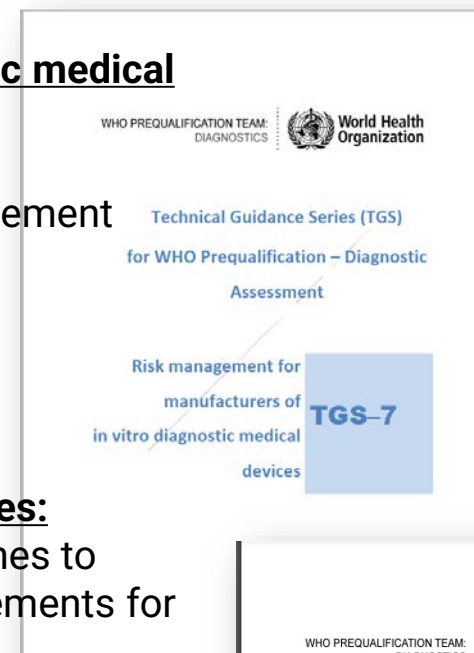 c medical
WHO PREQUALIFICATION TEAM:
DIAGNOSTICS
World Health
Organization
ement
Technical Guidance Series (TGS)
for WHO Prequalification – Diagnostic
Assessment
Risk management for
manufacturers of
in vitro diagnostic medical
devices
TGS–7
es:
nes to
ements for
WHO PREQUALIFICATION TEAM: